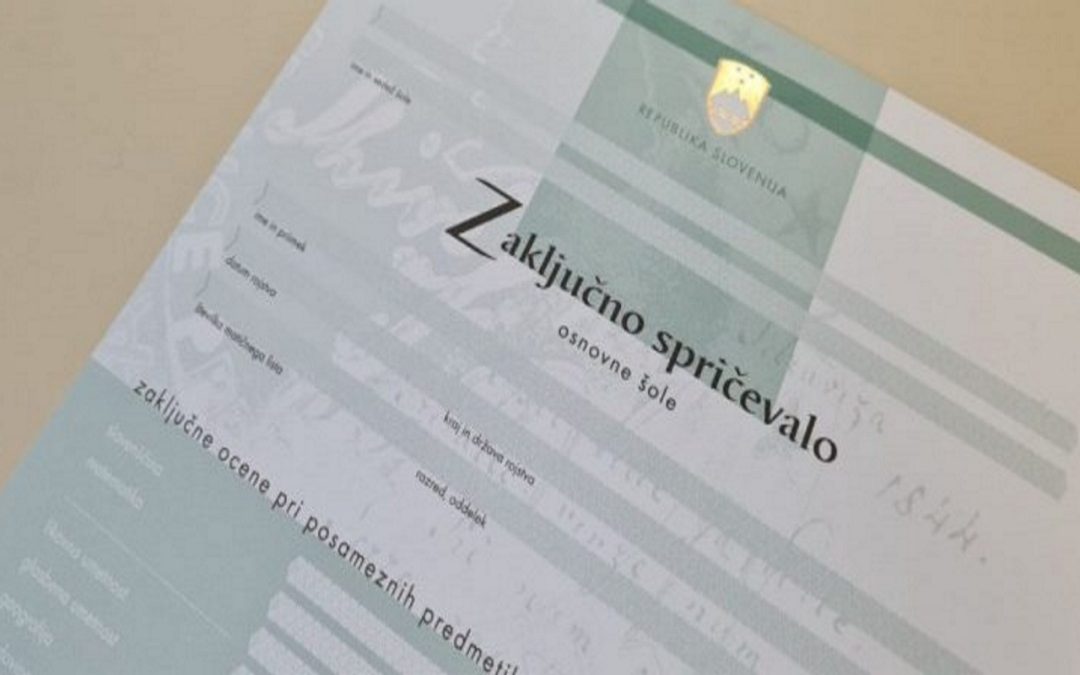 REPUBLIKA SLOVENIJA
ime in sedež šole
Zaključno spričevalo
osnovne šole
ime in priimek
datum rojstva
kraj in država rojstva
številka matičnega lista
razred, oddelek
zaključne ocene pri posameznih predmetih
slovenščina
matematika
likovna umetnost
glasbena umetnost
geografija
1844.